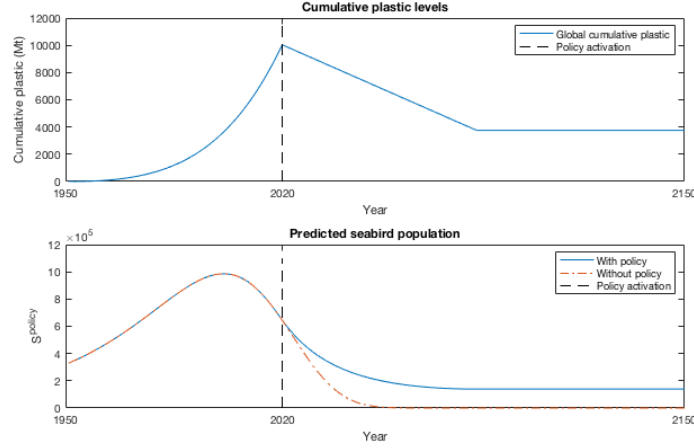 Cumulative plastic levels
12000
10000
8000
6000
4000
2000
0
Cumulative plastic (Mt)
Global cumulative plastic
Policy activation
1950
2020
2150
Year
Predicted seabird population
×10⁵
12
10
8
6
4
2
0
S^policy
With policy
Without policy
Policy activation
1950
2020
2150
Year